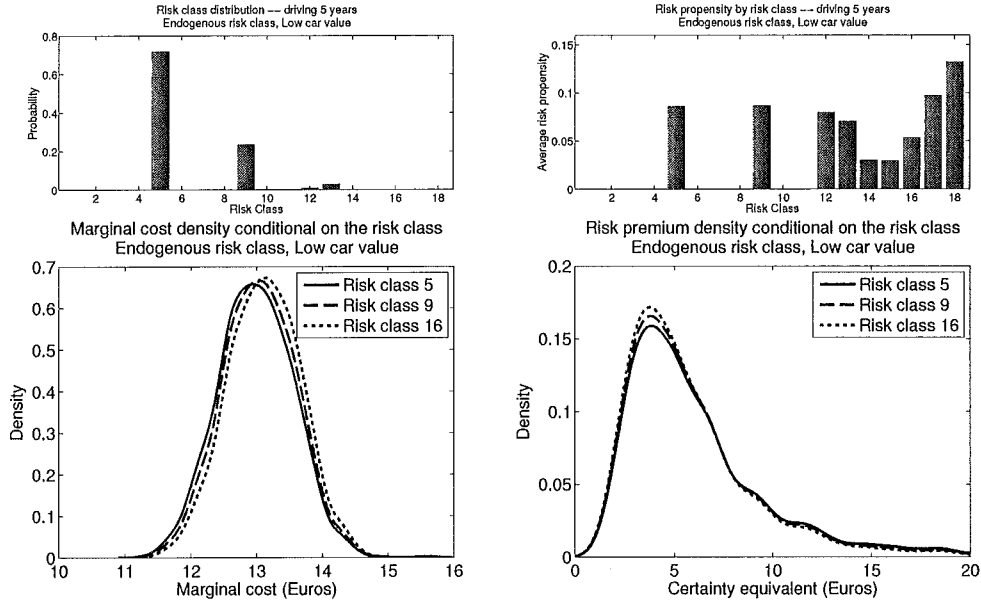 Risk class distribution –– driving 5 years
Endogenous risk class, Low car value
0.8
0.6
0.4
0.2
0
Probability
2 4 6 8 10 12 14 16 18
Risk Class
Risk propensity by risk class –– driving 5 years
Endogenous risk class, Low car value
0.15
0.1
0.05
0
Average risk propensity
2 4 6 8 10 12 14 16 18
Risk Class
Marginal cost density conditional on the risk class
Endogenous risk class, Low car value
0.7
0.6
0.5
0.4
0.3
0.2
0.1
0
Density
Risk class 5
Risk class 9
Risk class 16
10 11 12 13 14 15 16
Marginal cost (Euros)
Risk premium density conditional on the risk class
Endogenous risk class, Low car value
0.2
0.15
0.1
0.05
0
Density
Risk class 5
Risk class 9
Risk class 16
0 5 10 15 20
Certainty equivalent (Euros)